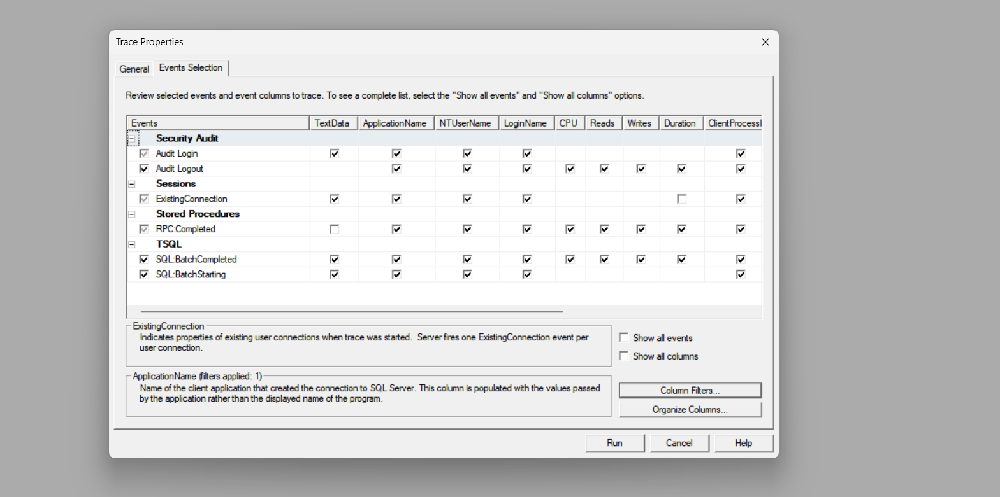 Trace Properties
General
Events Selection
Review selected events and event columns to trace. To see a complete list, select the "Show all events" and "Show all columns" options.
Events TextData ApplicationName NTUserName LoginName CPU Reads Writes Duration ClientProcessI
Security Audit
Audit Login
Audit Logout
Sessions
ExistingConnection
Stored Procedures
RPC:Completed
TSQL
SQL:BatchCompleted
SQL:BatchStarting
ExistingConnection
Indicates properties of existing user connections when trace was started. Server fires one ExistingConnection event per
user connection.
Show all events
Show all columns
ApplicationName (filters applied: 1)
Name of the client application that created the connection to SQL Server. This column is populated with the values passed
by the application rather than the displayed name of the program.
Column Filters...
Organize Columns...
Run
Cancel
Help